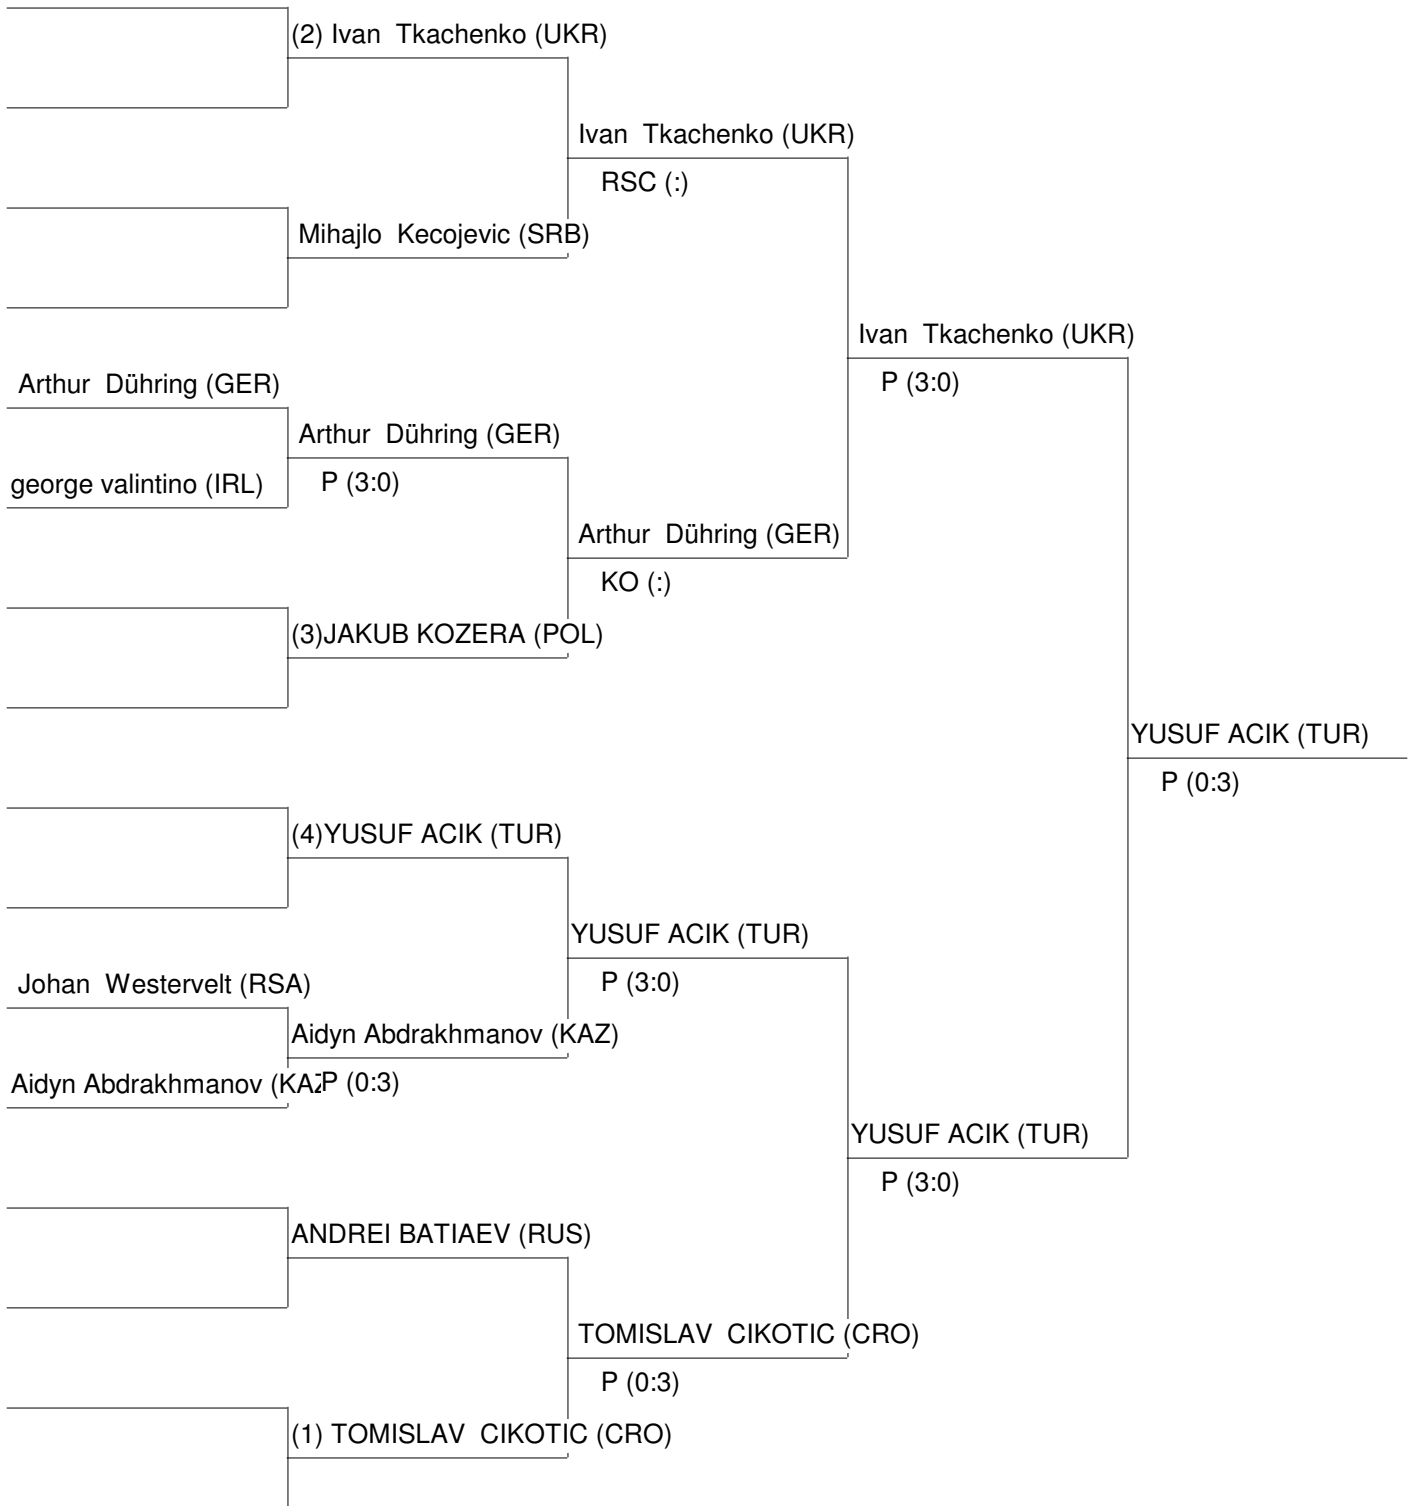 (2) Ivan Tkachenko (UKR)
Ivan Tkachenko (UKR)
RSC (:)
Mihajlo Kecojevic (SRB)
Ivan Tkachenko (UKR)
P (3:0)
Arthur Dühring (GER)
Arthur Dühring (GER)
george valintino (IRL)
P (3:0)
Arthur Dühring (GER)
KO (:)
(3)JAKUB KOZERA (POL)
YUSUF ACIK (TUR)
P (0:3)
(4)YUSUF ACIK (TUR)
YUSUF ACIK (TUR)
P (3:0)
Johan Westervelt (RSA)
Aidyn Abdrakhmanov (KAZ)
Aidyn Abdrakhmanov (KAZ
P (0:3)
YUSUF ACIK (TUR)
P (3:0)
ANDREI BATIAEV (RUS)
TOMISLAV CIKOTIC (CRO)
P (0:3)
(1) TOMISLAV CIKOTIC (CRO)